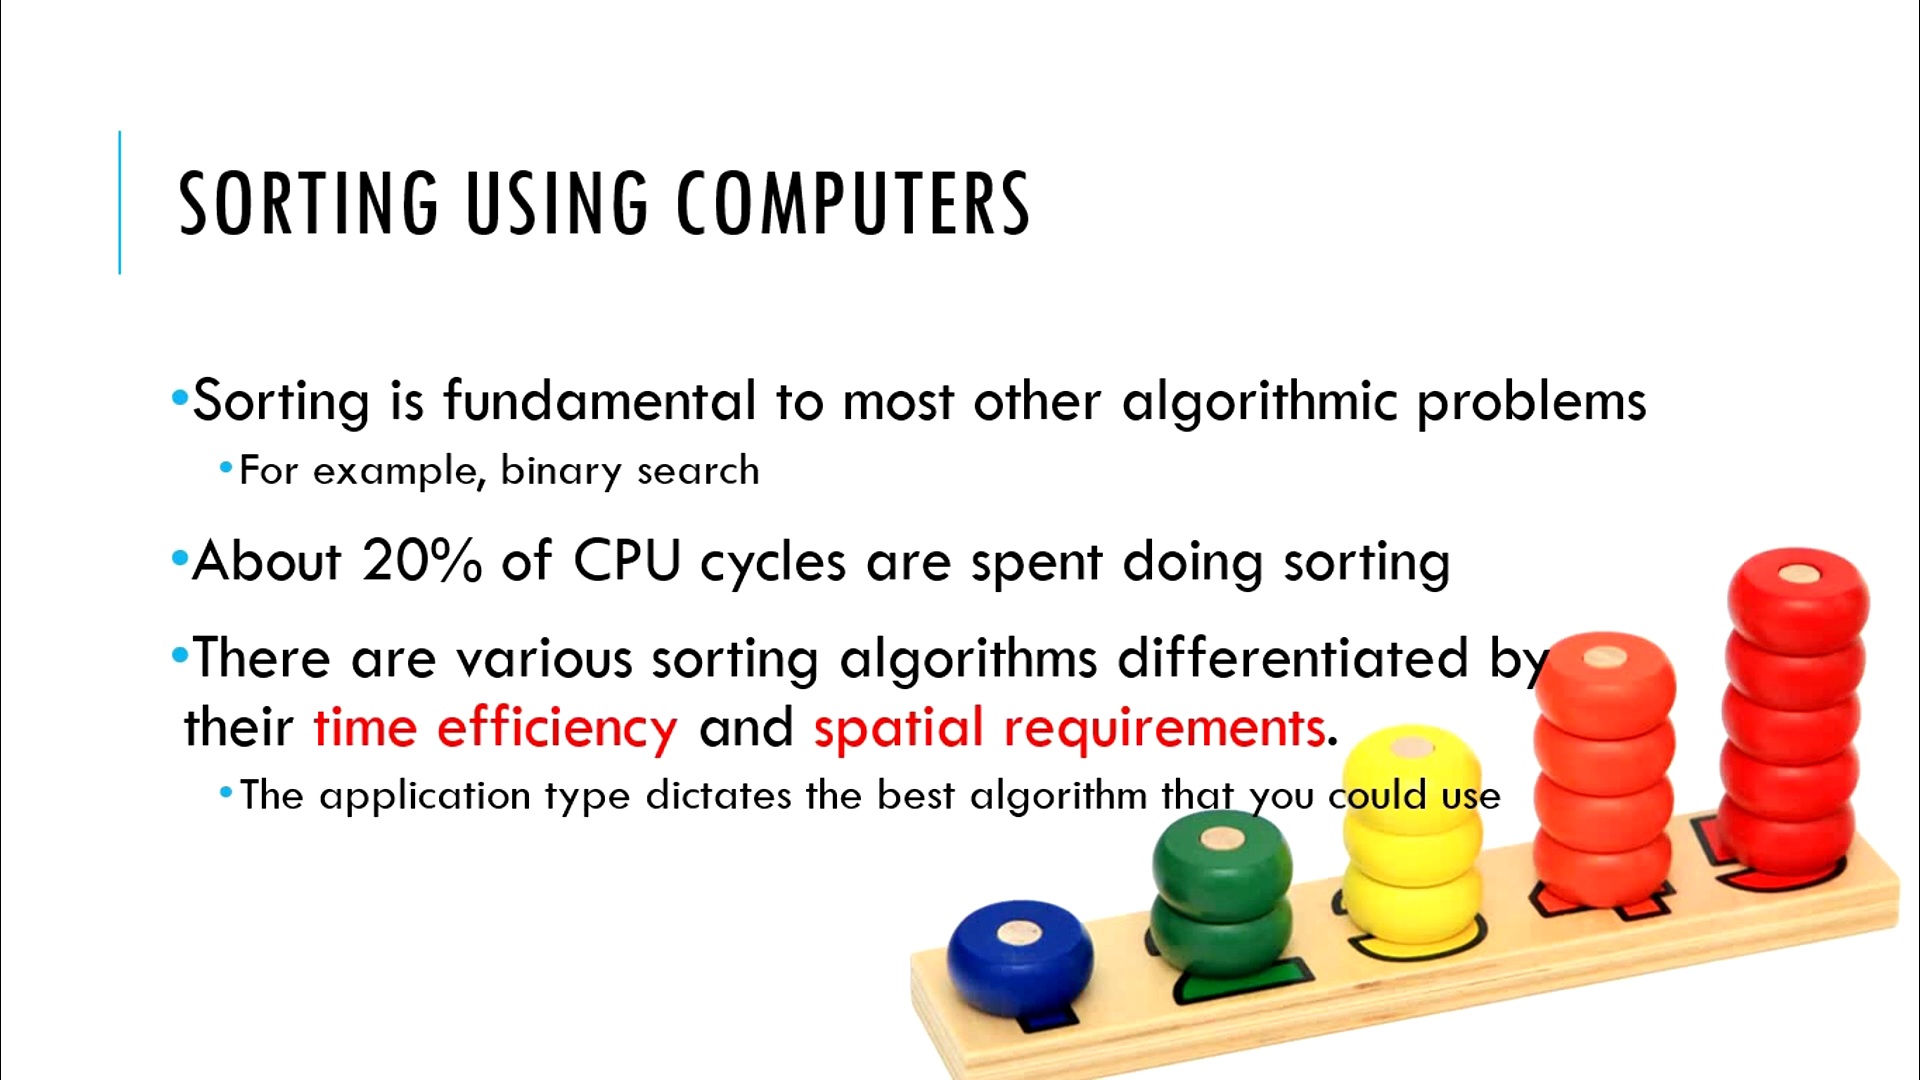 SORTING USING COMPUTERS
•Sorting is fundamental to most other algorithmic problems
•For example, binary search
•About 20% of CPU cycles are spent doing sorting
•There are various sorting algorithms differentiated by
their time efficiency and spatial requirements.
•The application type dictates the best algorithm that you could use